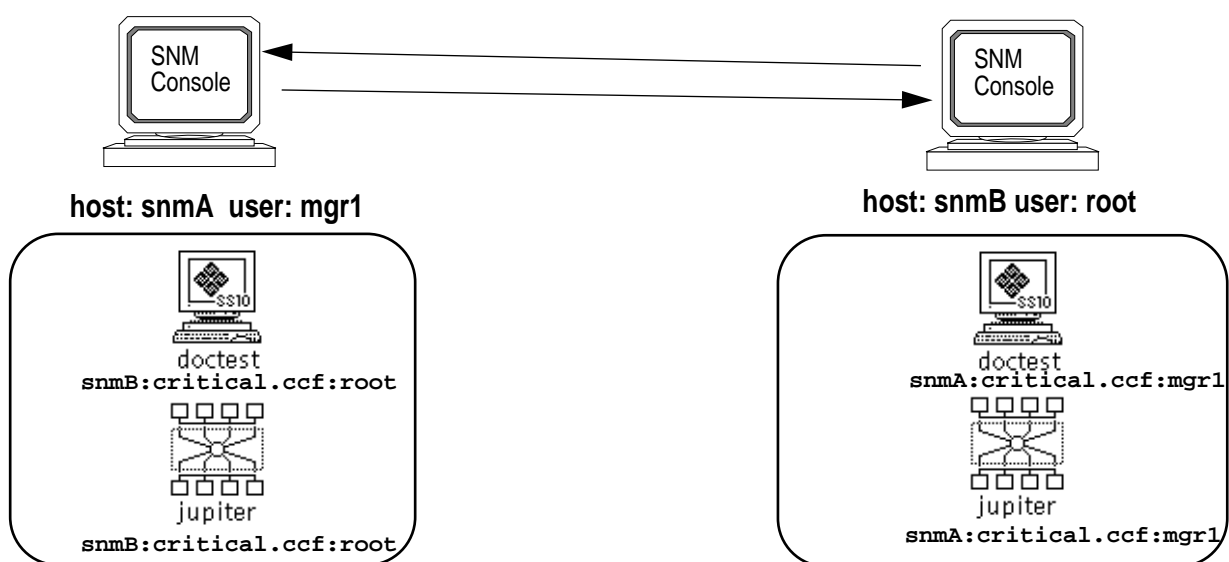 SNM
Console
SNM
Console
host: snmA user: mgr1
host: snmB user: root
SS10
doctest
snmB:critical.ccf:root
jupiter
snmB:critical.ccf:root
SS10
doctest
snmA:critical.ccf:mgr1
jupiter
snmA:critical.ccf:mgr1